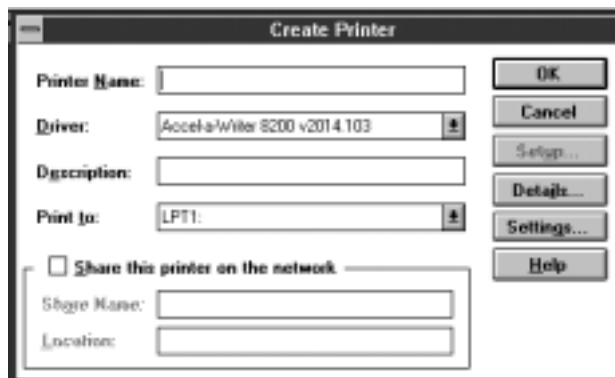 Create Printer
Printer Name:
OK
Driver:
Accel-a-Writer 8200 v2014.103
Cancel
Setup...
Description:
Details...
Print to:
LPT1:
Settings...
Share this printer on the network
Help
Share Name:
Location: